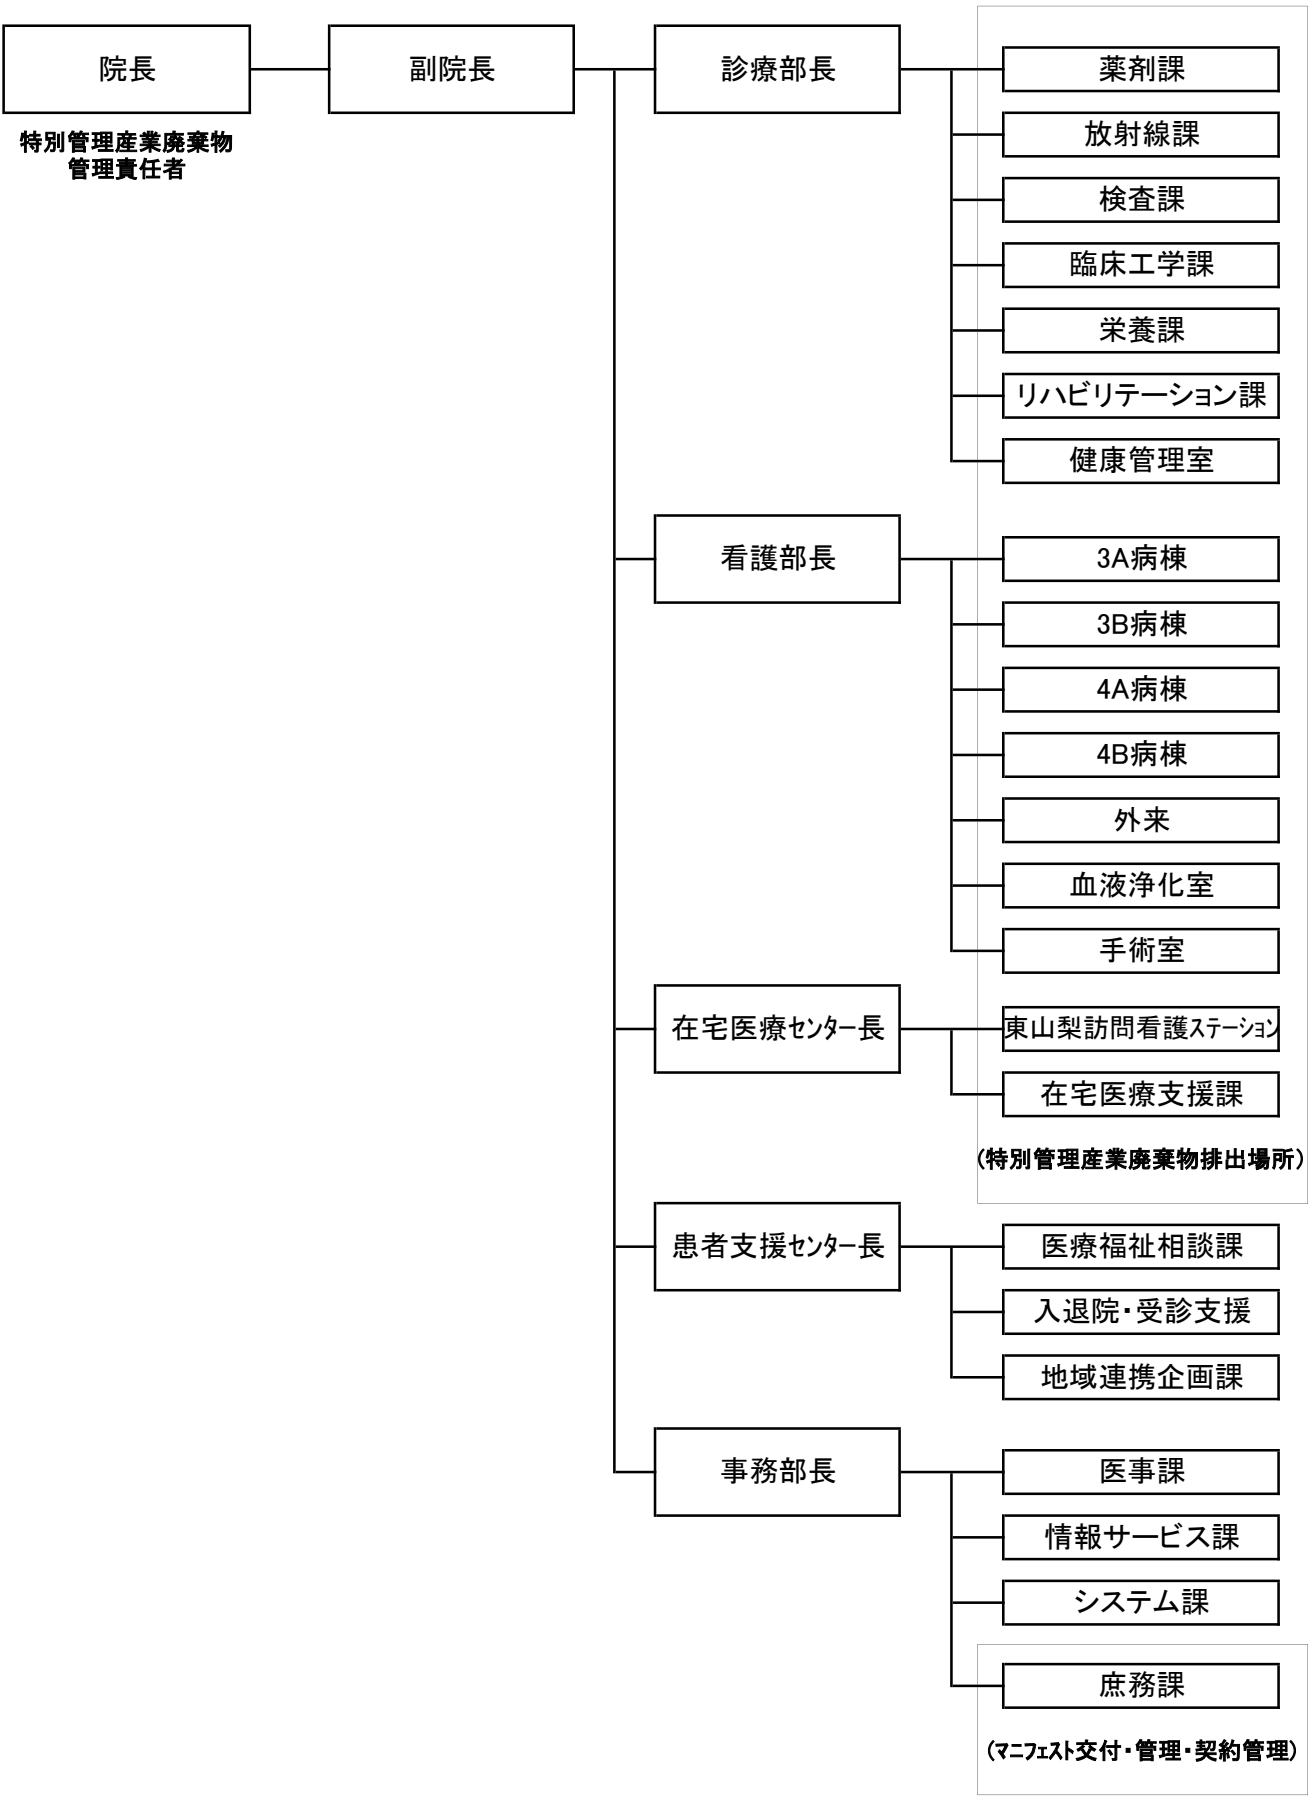 院長
特別管理産業廃棄物
管理責任者
副院長
診療部長
薬剤課
放射線課
検査課
臨床工学課
栄養課
リハビリテーション課
健康管理室
看護部長
3A病棟
3B病棟
4A病棟
4B病棟
外来
血液浄化室
手術室
在宅医療ｾﾝﾀｰ長
東山梨訪問看護ｽﾃｰｼｮﾝ
在宅医療支援課
(特別管理産業廃棄物排出場所)
患者支援ｾﾝﾀｰ長
医療福祉相談課
入退院・受診支援
地域連携企画課
事務部長
医事課
情報サービス課
システム課
庶務課
(ﾏﾆﾌｪｽﾄ交付・管理・契約管理)